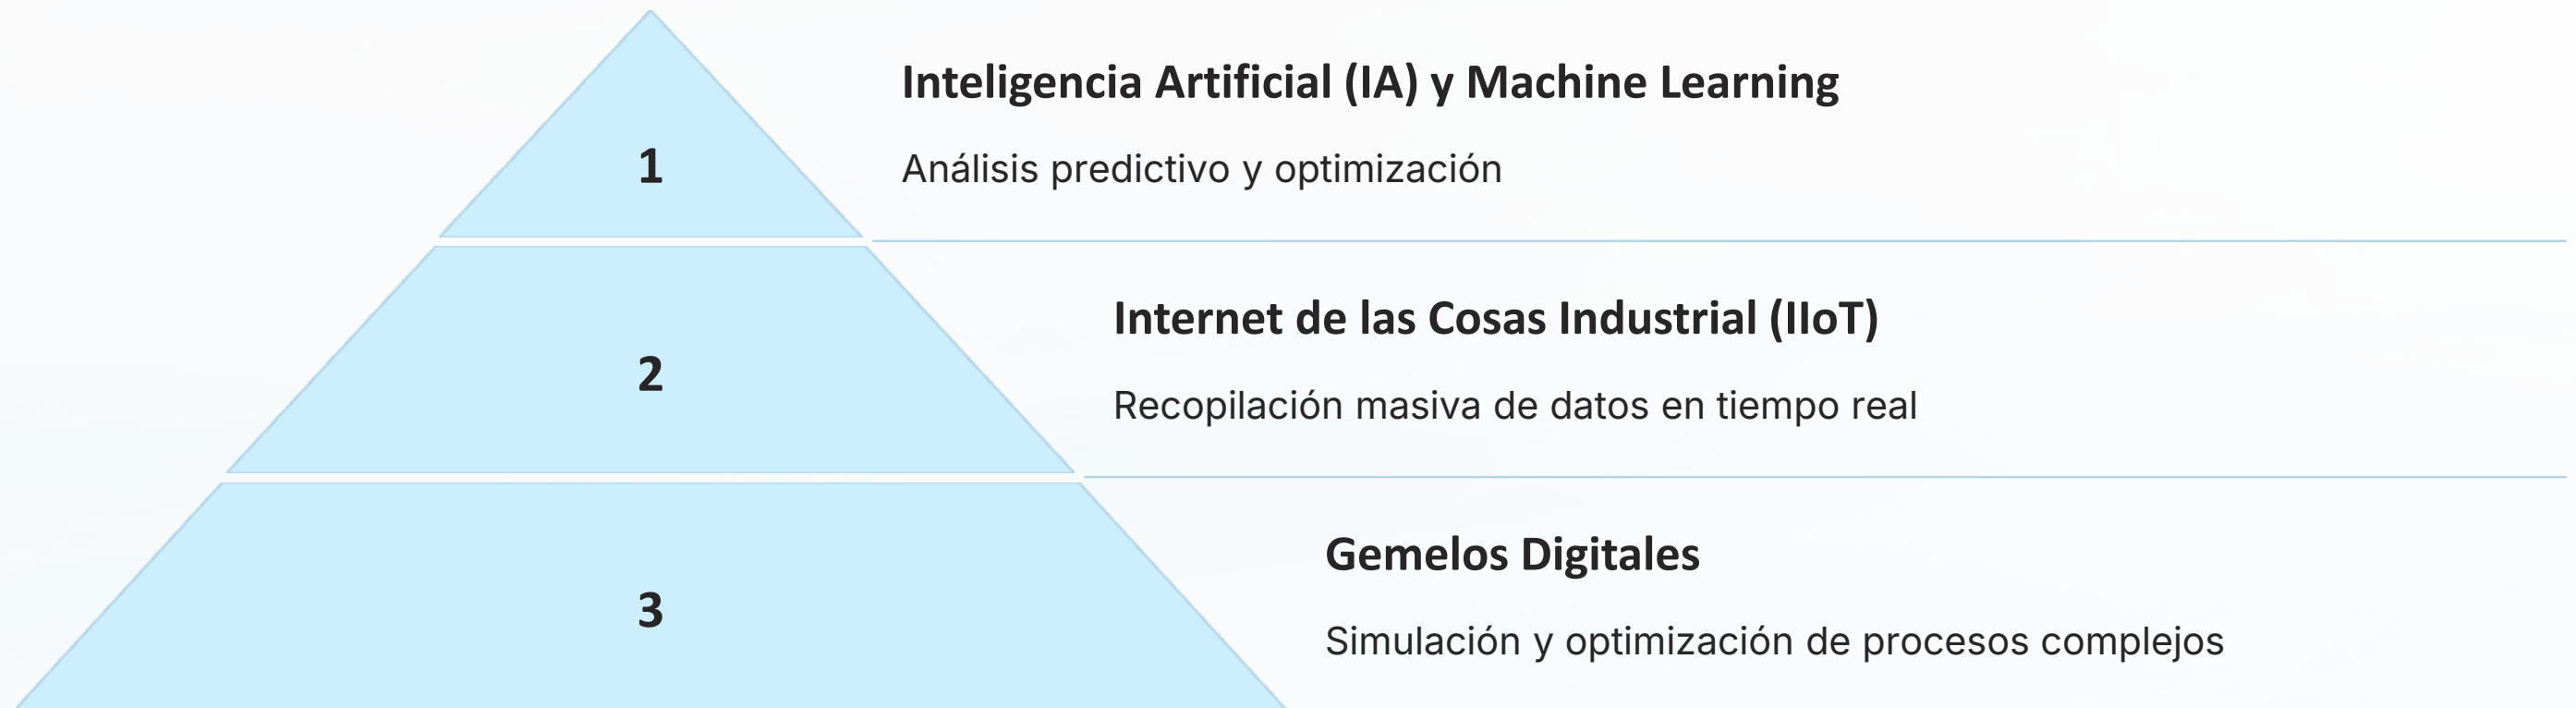 1
Inteligencia Artificial (IA) y Machine Learning
Análisis predictivo y optimización
2
Internet de las Cosas Industrial (IIoT)
Recopilación masiva de datos en tiempo real
3
Gemelos Digitales
Simulación y optimización de procesos complejos